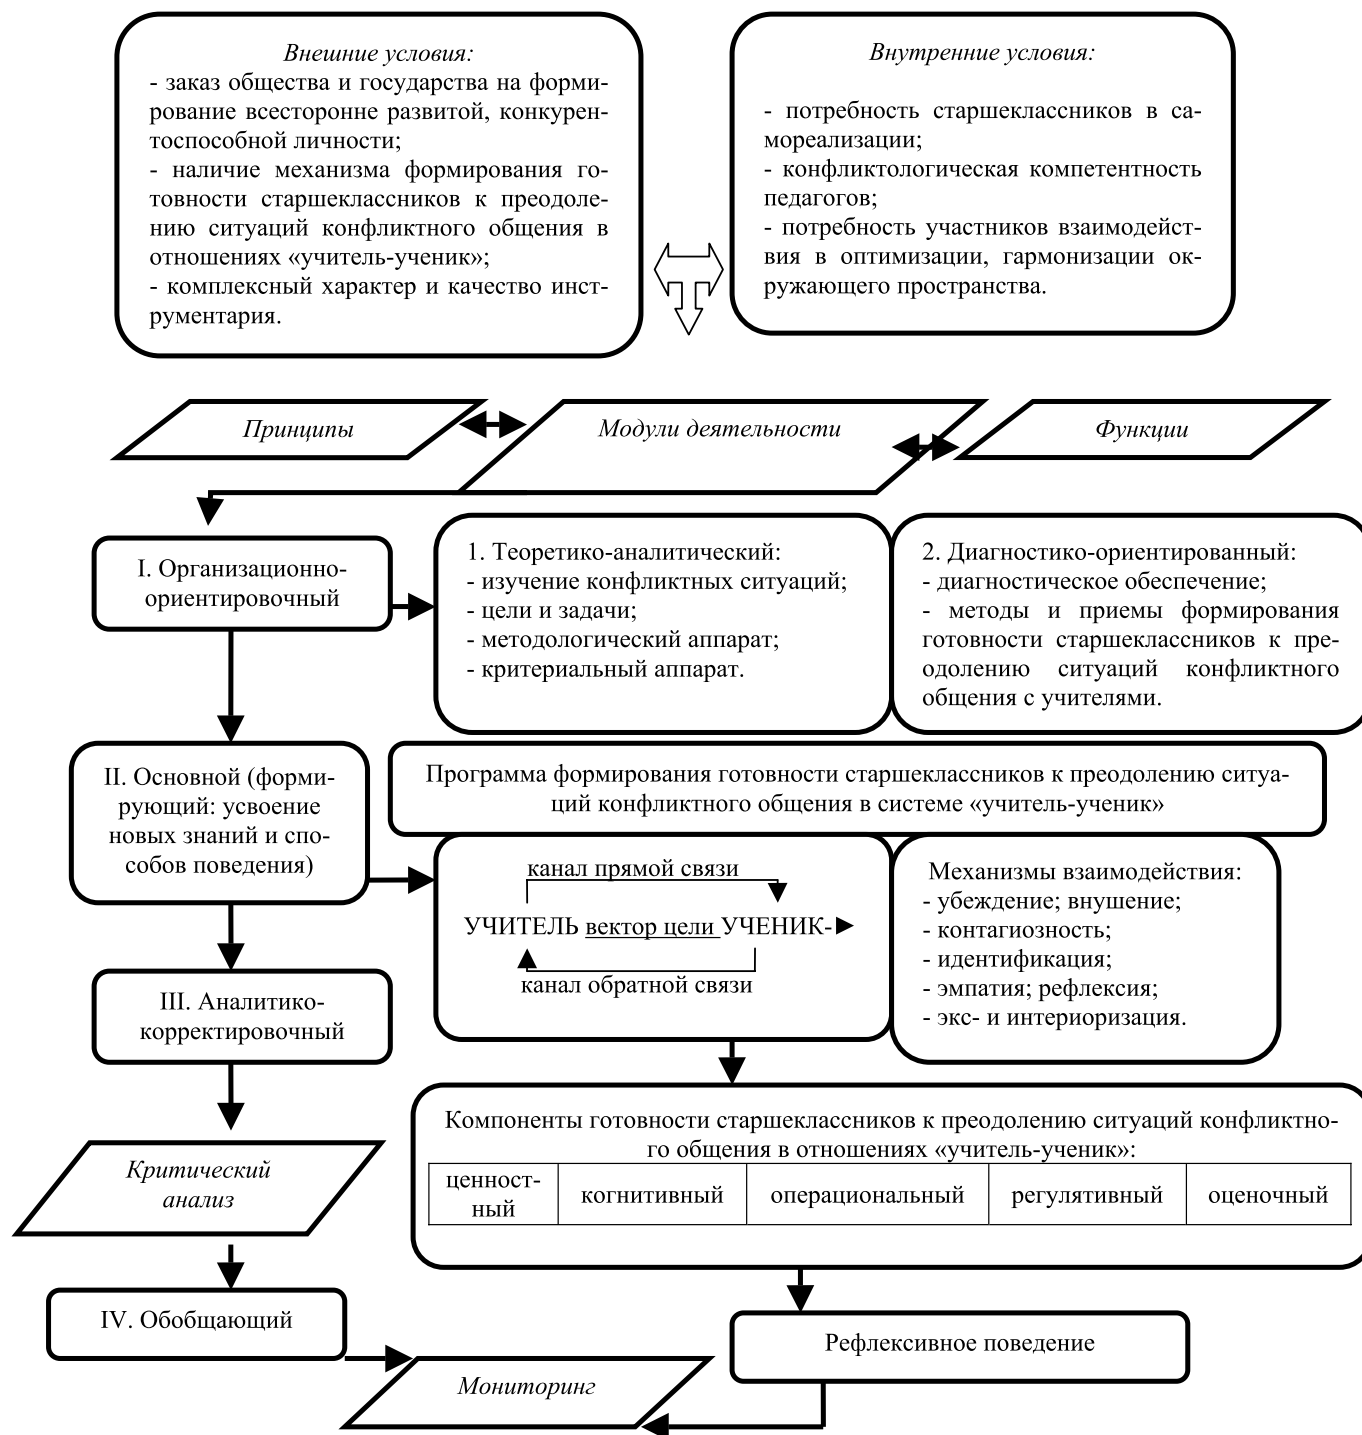 Внешние условия:
- заказ общества и государства на форми-
рование всесторонне развитой, конкурен-
тоспособной личности;
- наличие механизма формирования го-
товности старшеклассников к преодоле-
нию ситуаций конфликтного общения в
отношениях «учитель-ученик»;
- комплексный характер и качество инст-
рументария.
Внутренние условия:
- потребность старшеклассников в са-
мореализации;
- конфликтологическая компетентность
педагогов;
- потребность участников взаимодейст-
вия в оптимизации, гармонизации ок-
ружающего пространства.
Принципы
Модули деятельности
Функции
I. Организационно-
ориентировочный
1. Теоретико-аналитический:
- изучение конфликтных ситуаций;
- цели и задачи;
- методологический аппарат;
- критериальный аппарат.
2. Диагностико-ориентированный:
- диагностическое обеспечение;
- методы и приемы формирования
готовности старшеклассников к пре-
одолению ситуаций конфликтного
общения с учителями.
II. Основной (форми-
рующий: усвоение
новых знаний и спо-
собов поведения)
Программа формирования готовности старшеклассников к преодолению ситуа-
ций конфликтного общения в системе «учитель-ученик»
канал прямой связи
УЧИТЕЛЬ вектор цели УЧЕНИК-
канал обратной связи
Механизмы взаимодействия:
- убеждение; внушение;
- контагиозность;
- идентификация;
- эмпатия; рефлексия;
- экс- и интериоризация.
III. Аналитико-
корректировочный
Компоненты готовности старшеклассников к преодолению ситуаций конфликтно-
го общения в отношениях «учитель-ученик»:
ценност-
ный
когнитивный
операциональный
регулятивный
оценочный
Критический
анализ
IV. Обобщающий
Рефлексивное поведение
Мониторинг